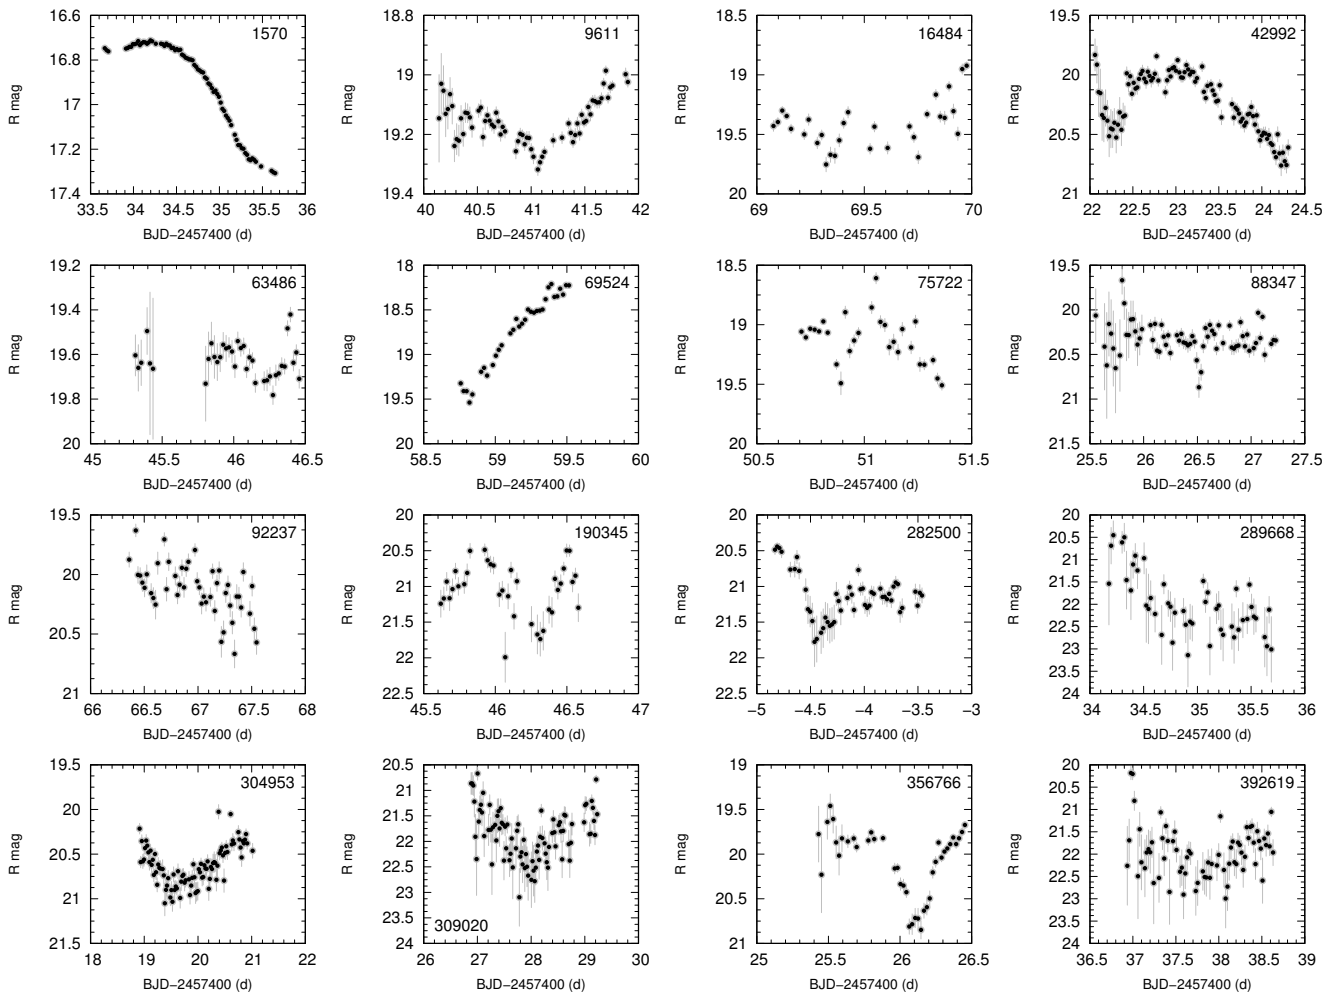 1570
R mag
16.6
16.8
17
17.2
17.4
33.5 34 34.5 35 35.5 36
BJD−2457400 (d)
9611
R mag
18.8
19
19.2
19.4
40 40.5 41 41.5 42
BJD−2457400 (d)
16484
R mag
18.5
19
19.5
20
69 69.5 70
BJD−2457400 (d)
42992
R mag
19.5
20
20.5
21
22 22.5 23 23.5 24 24.5
BJD−2457400 (d)
63486
R mag
19.2
19.4
19.6
19.8
20
45 45.5 46 46.5
BJD−2457400 (d)
69524
R mag
18
18.5
19
19.5
20
58.5 59 59.5 60
BJD−2457400 (d)
75722
R mag
18.5
19
19.5
20
50.5 51 51.5
BJD−2457400 (d)
88347
R mag
19.5
20
20.5
21
21.5
25.5 26 26.5 27 27.5
BJD−2457400 (d)
92237
R mag
19.5
20
20.5
21
66 66.5 67 67.5 68
BJD−2457400 (d)
190345
R mag
20
20.5
21
21.5
22
22.5
45.5 46 46.5 47
BJD−2457400 (d)
282500
R mag
20
20.5
21
21.5
22
22.5
−5 −4.5 −4 −3.5 −3
BJD−2457400 (d)
289668
R mag
20
20.5
21
21.5
22
22.5
23
23.5
24
34 34.5 35 35.5 36
BJD−2457400 (d)
304953
R mag
19.5
20
20.5
21
21.5
18 19 20 21 22
BJD−2457400 (d)
309020
R mag
20.5
21
21.5
22
22.5
23
23.5
24
26 27 28 29 30
BJD−2457400 (d)
356766
R mag
19
19.5
20
20.5
21
25 25.5 26 26.5
BJD−2457400 (d)
392619
R mag
20
20.5
21
21.5
22
22.5
23
23.5
24
36.5 37 37.5 38 38.5 39
BJD−2457400 (d)